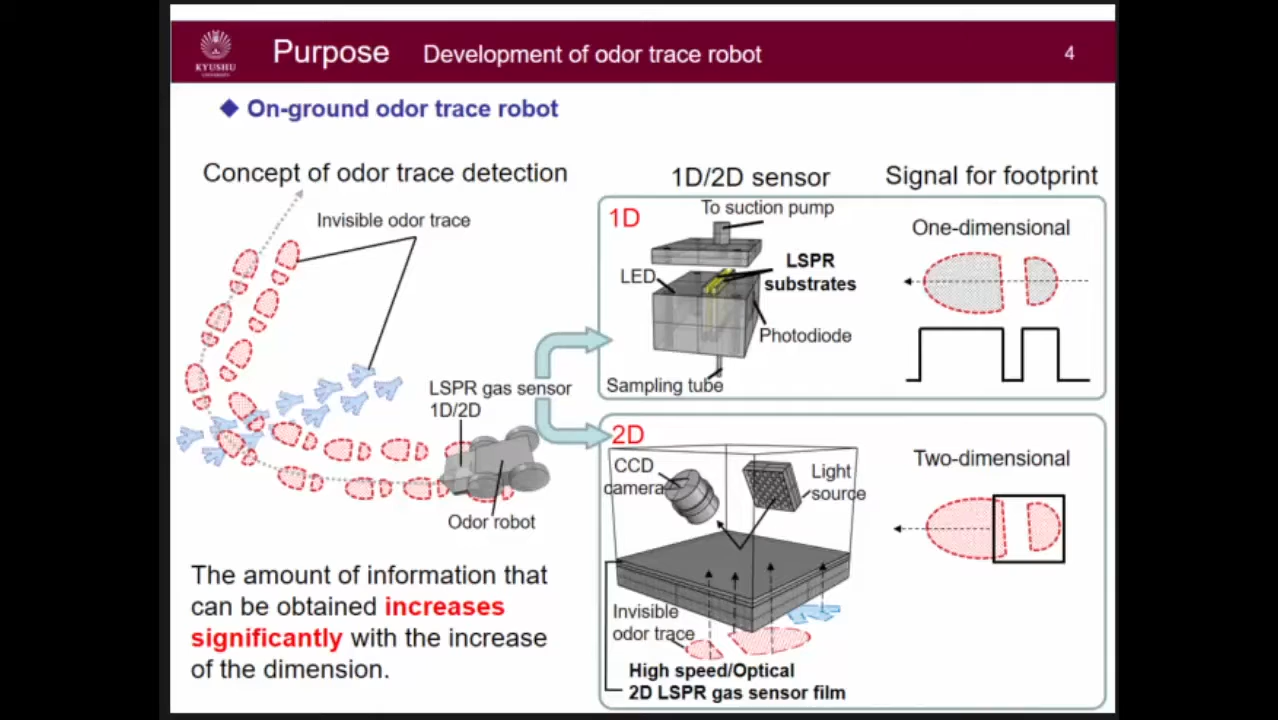 KYUSHU
UNIVERSITY
Purpose Development of odor trace robot
4
On-ground odor trace robot
Concept of odor trace detection
Invisible odor trace
LSPR gas sensor
1D/2D
Odor robot
The amount of information that
can be obtained increases
significantly with the increase
of the dimension.
1D/2D sensor
Signal for footprint
1D
To suction pump
LED
LSPR
substrates
Photodiode
Sampling tube
One-dimensional
2D
CCD
camera
Light
source
Invisible
odor trace
High speed/Optical
2D LSPR gas sensor film
Two-dimensional